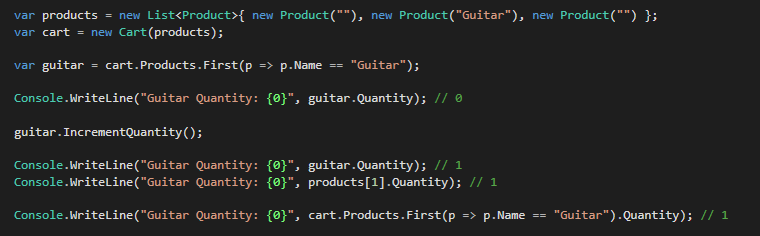 var products = new List<Product>{ new Product(""), new Product("Guitar"), new Product("") };
var cart = new Cart(products);
var guitar = cart.Products.First(p => p.Name == "Guitar");
Console.WriteLine("Guitar Quantity: {0}", guitar.Quantity); // 0
guitar.IncrementQuantity();
Console.WriteLine("Guitar Quantity: {0}", guitar.Quantity); // 1
Console.WriteLine("Guitar Quantity: {0}", products[1].Quantity); // 1
Console.WriteLine("Guitar Quantity: {0}", cart.Products.First(p => p.Name == "Guitar").Quantity); // 1